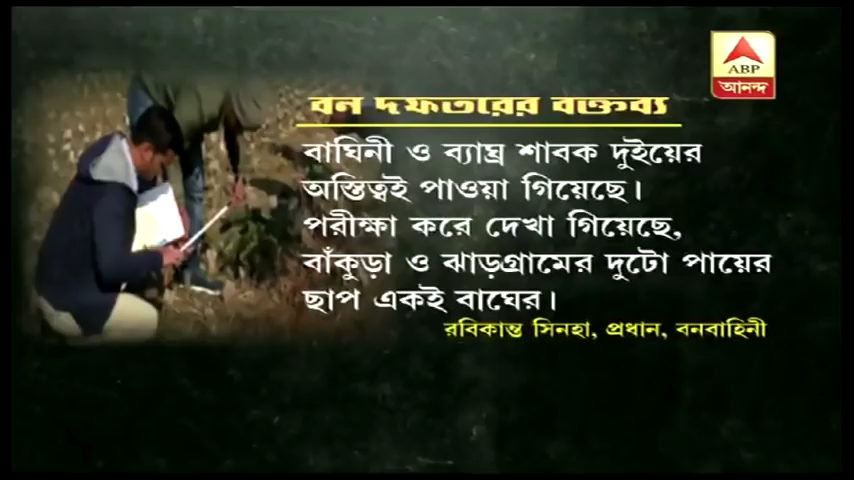 ABP
আনন্দ
বন দফতরের বক্তব্য
বাঘিনী ও ব্যাঘ্র শাবক দুইয়ের
অস্তিত্বই পাওয়া গিয়েছে।
পরীক্ষা করে দেখা গিয়েছে,
বাঁকুড়া ও ঝাড়গ্রামের দুটো পায়ের
ছাপ একই বাঘের।
রবিকান্ত সিনহা, প্রধান, বনবাহিনী